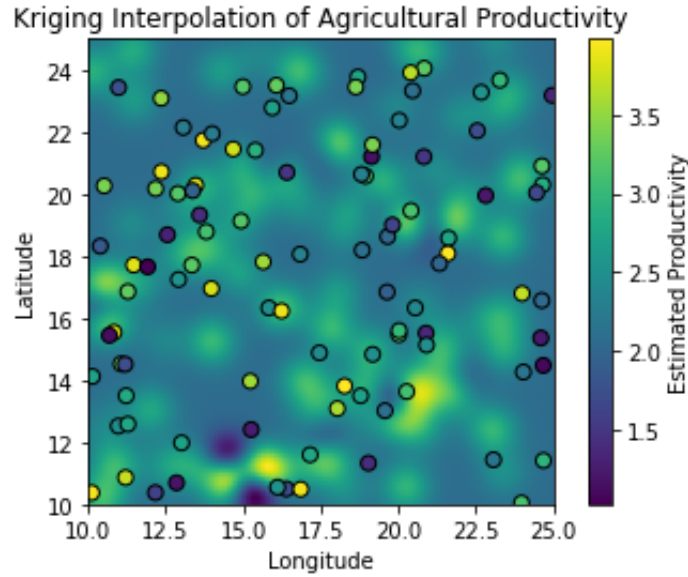 Kriging Interpolation of Agricultural Productivity
24
22
20
18
16
14
12
10
Latitude
10.0 12.5 15.0 17.5 20.0 22.5 25.0
Longitude
3.5
3.0
2.5
2.0
1.5
Estimated Productivity